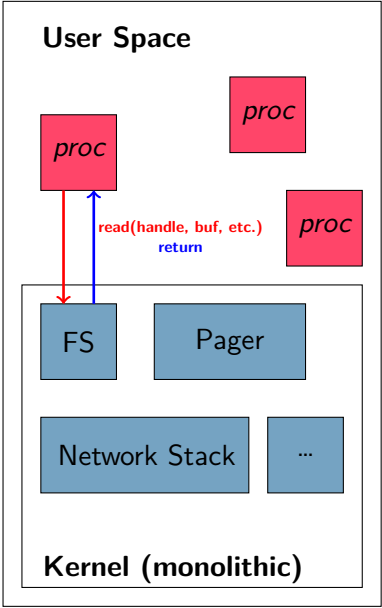 User Space
proc
proc
proc
read(handle, buf, etc.)
return
FS
Pager
Network Stack
...
Kernel (monolithic)